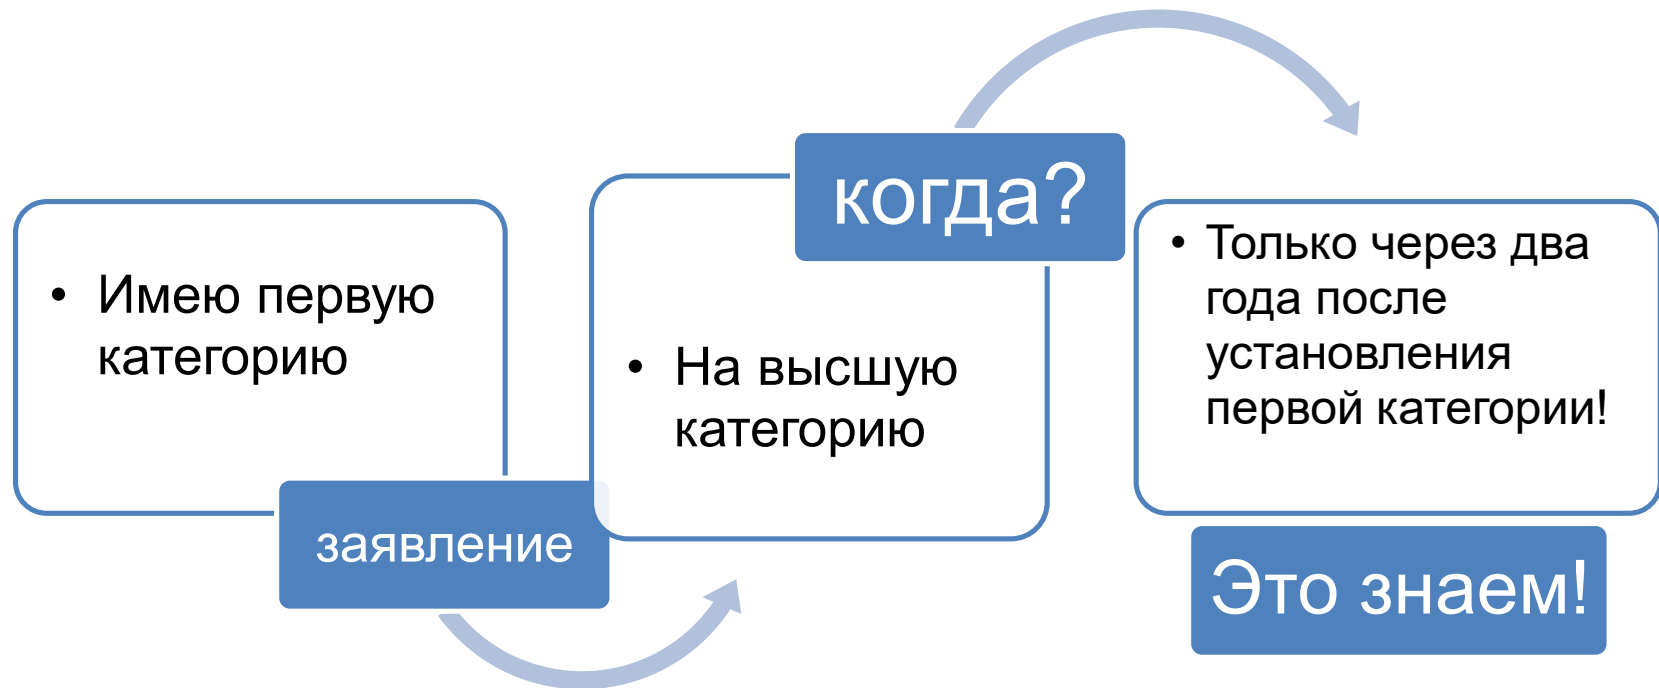 • Имею первую
категорию
заявление
• На высшую
категорию
когда?
• Только через два
года после
установления
первой категории!
Это знаем!